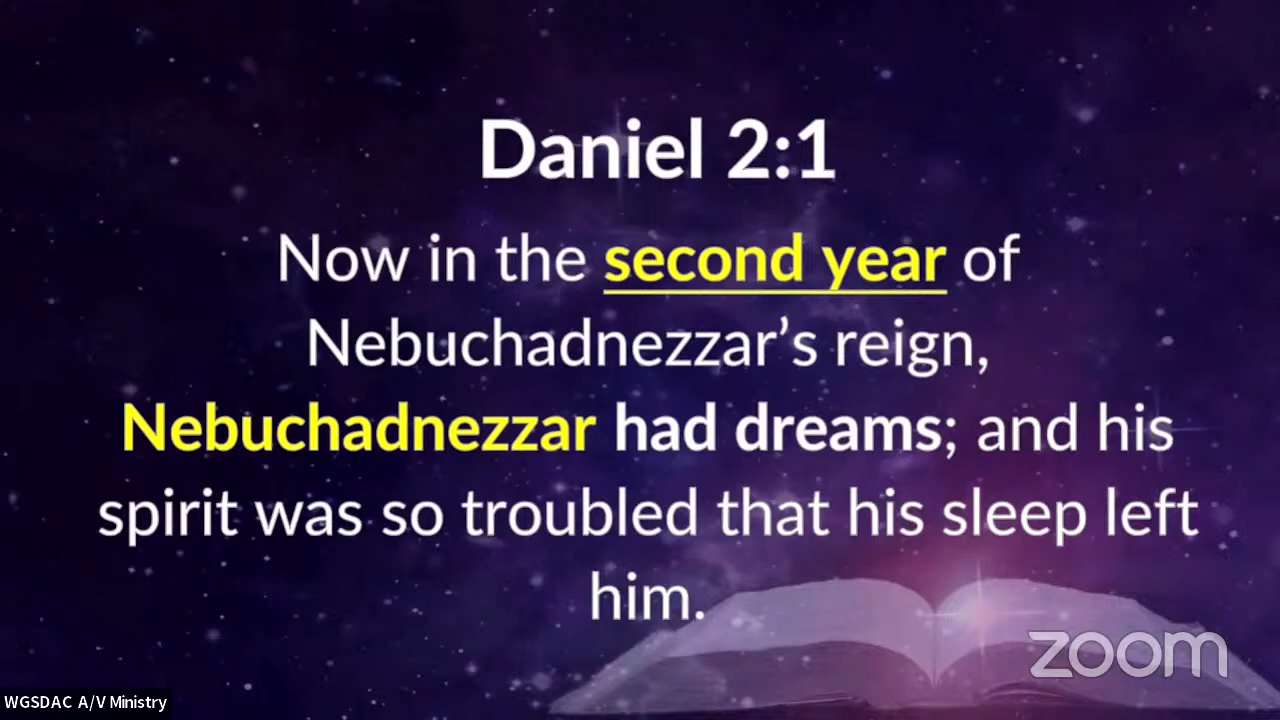 Daniel 2:1
Now in the second year of
Nebuchadnezzar’s reign,
Nebuchadnezzar had dreams; and his
spirit was so troubled that his sleep left
him.
zoom
WGSDAC A/V Ministry